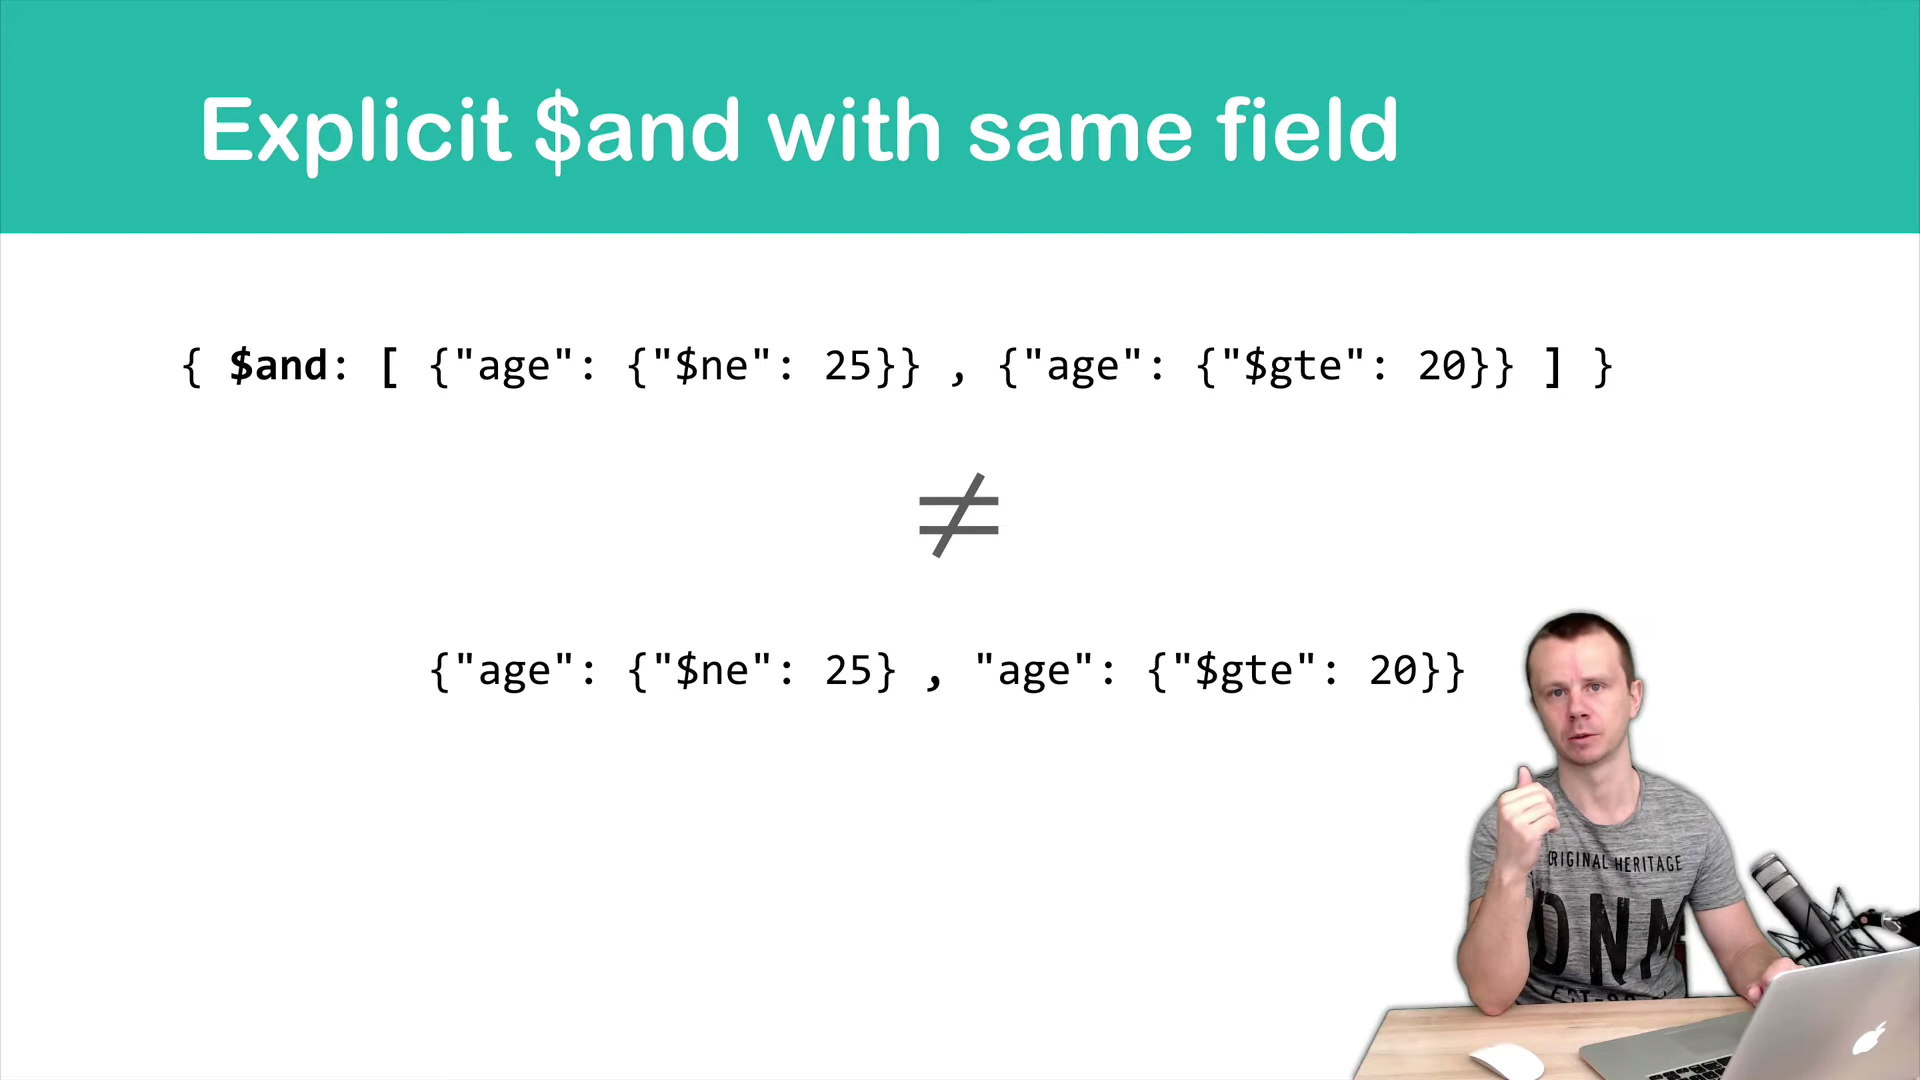 Explicit $and with same field
{ $and: [ {"age": {"$ne": 25}} , {"age": {"$gte": 20}} ] }
≠
{"age": {"$ne": 25} , "age": {"$gte": 20}}
ORIGINAL HERITAGE
DNM